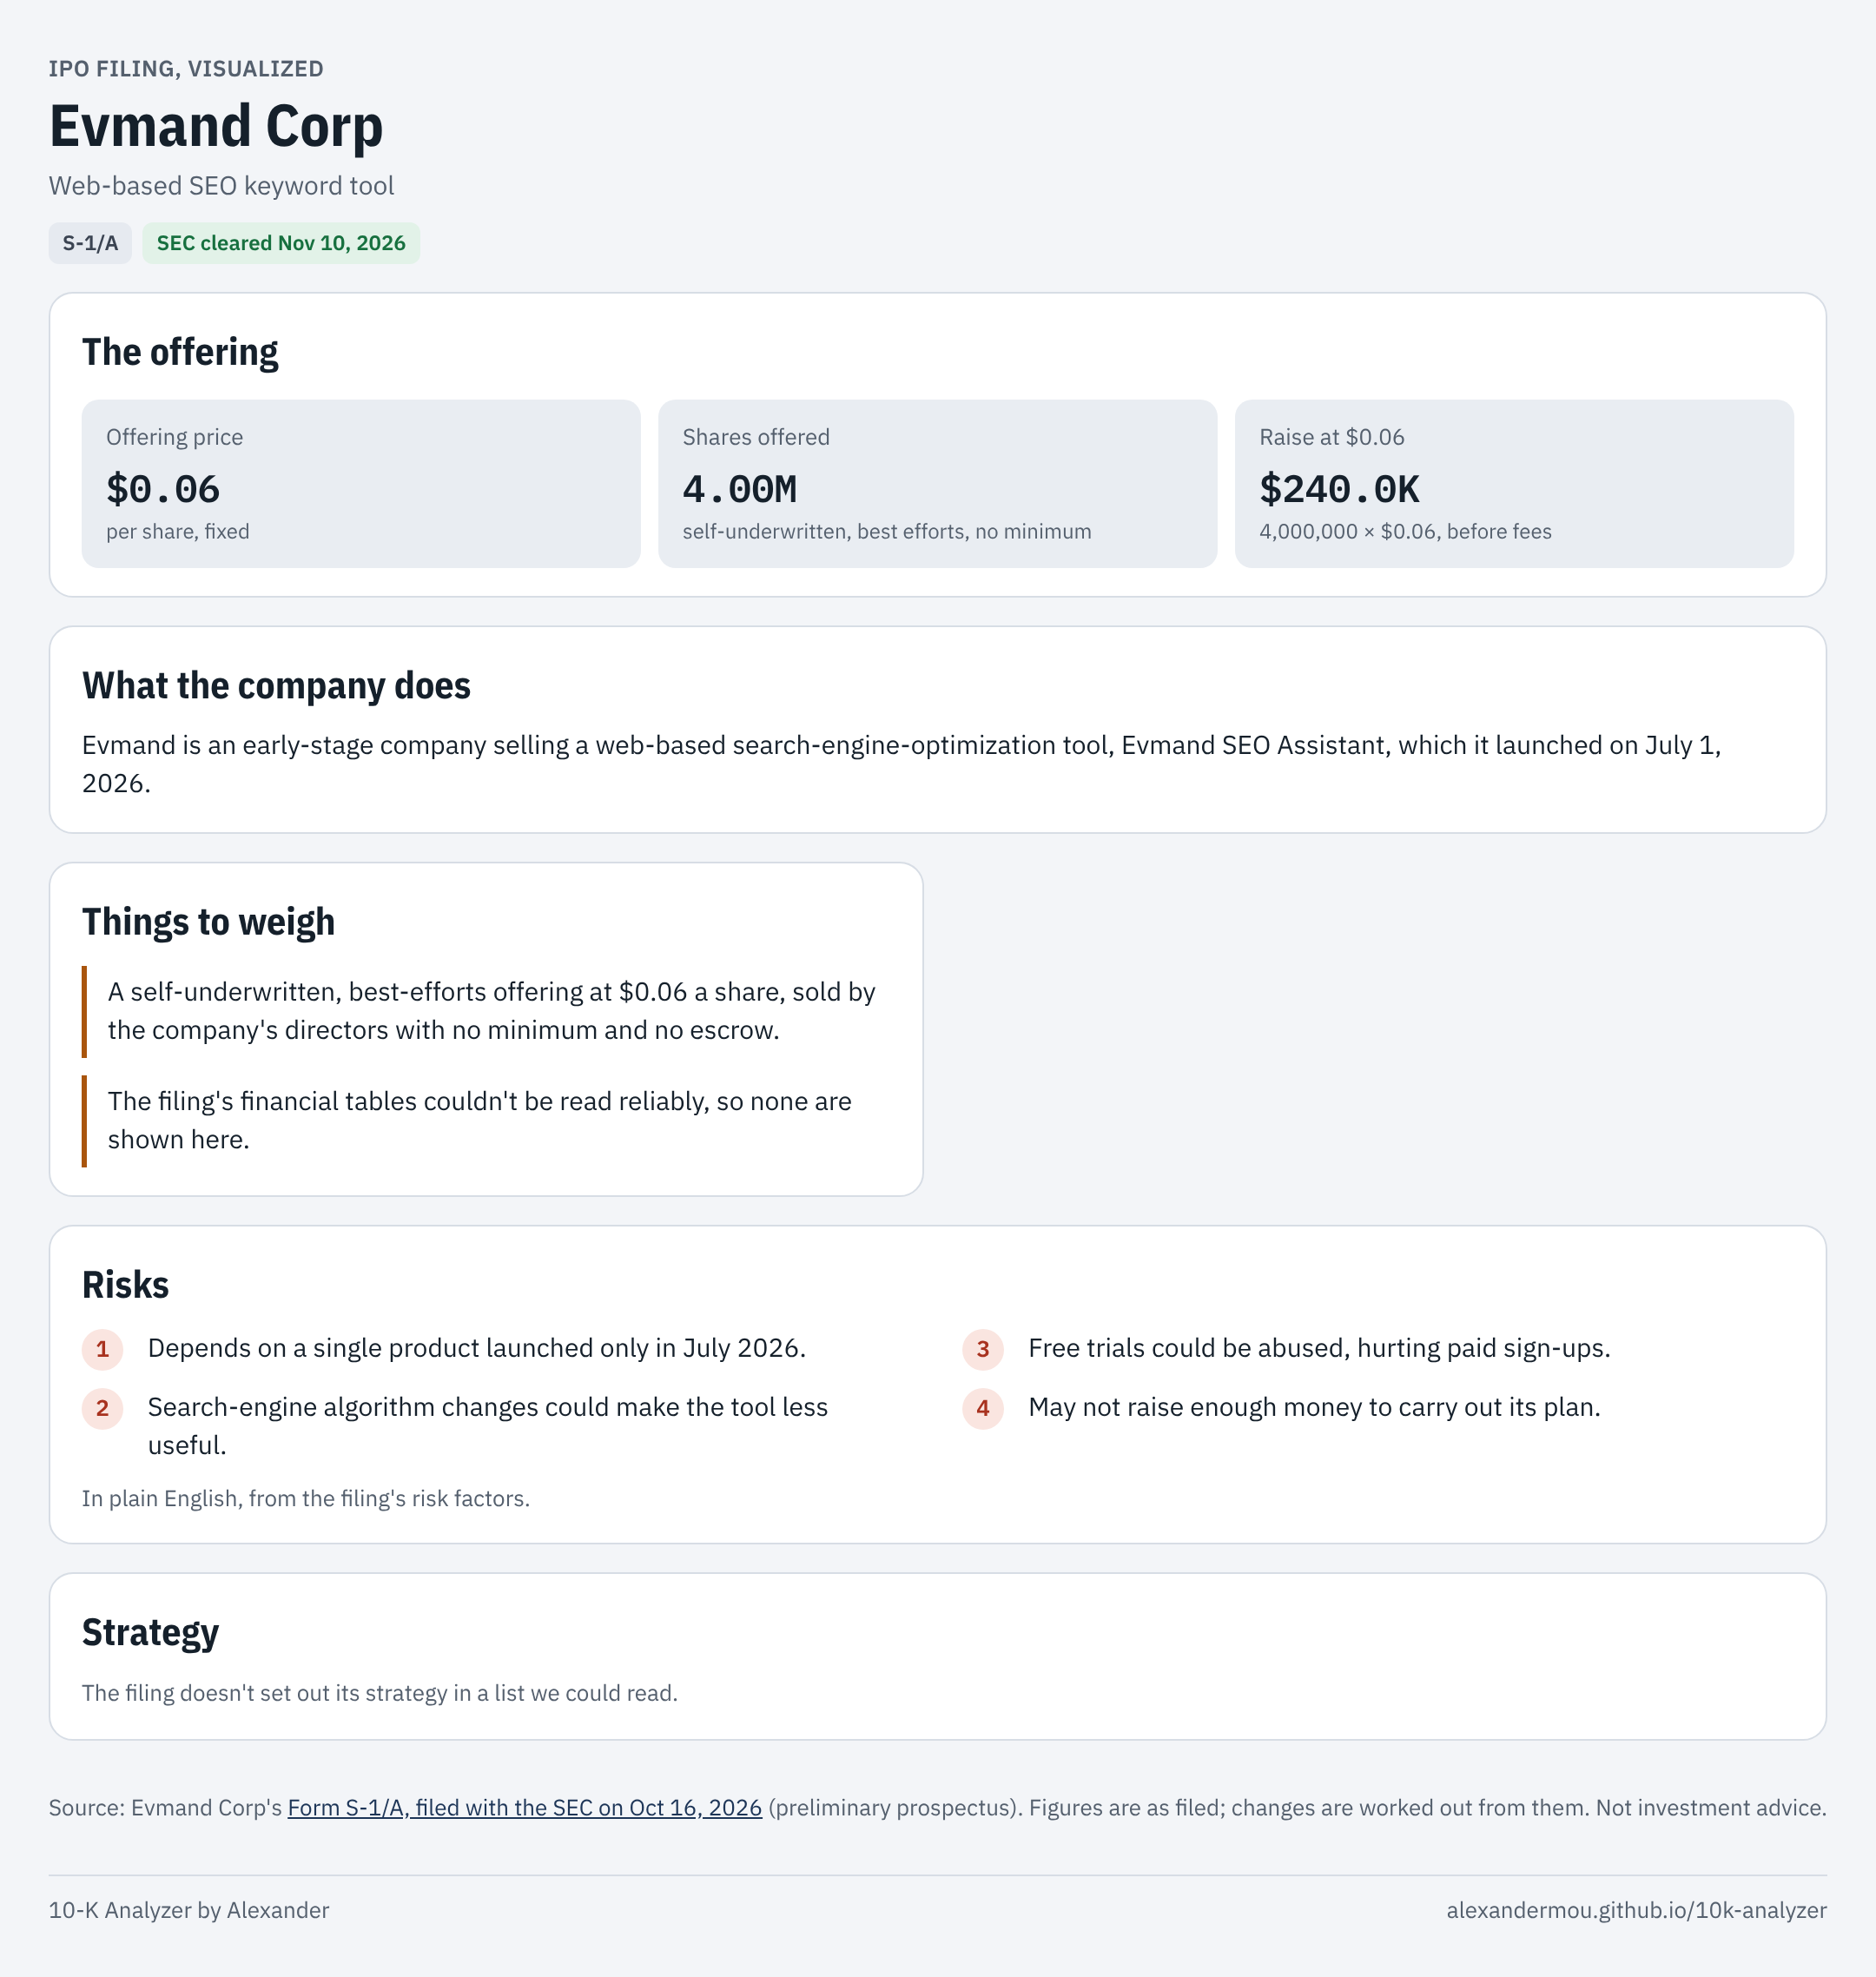 IPO FILING, VISUALIZED
Evmand Corp
Web-based SEO keyword tool
S-1/A
SEC cleared Nov 10, 2026
The offering
Offering price
$0.06
per share, fixed
Shares offered
4.00M
self-underwritten, best efforts, no minimum
Raise at $0.06
$240.0K
4,000,000 × $0.06, before fees
What the company does
Evmand is an early-stage company selling a web-based search-engine-optimization tool, Evmand SEO Assistant, which it launched on July 1,
2026.
Things to weigh
A self-underwritten, best-efforts offering at $0.06 a share, sold by
the company's directors with no minimum and no escrow.
The filing's financial tables couldn't be read reliably, so none are
shown here.
Risks
1 Depends on a single product launched only in July 2026.
2 Search-engine algorithm changes could make the tool less
useful.
3 Free trials could be abused, hurting paid sign-ups.
4 May not raise enough money to carry out its plan.
In plain English, from the filing's risk factors.
Strategy
The filing doesn't set out its strategy in a list we could read.
Source: Evmand Corp's Form S-1/A, filed with the SEC on Oct 16, 2026 (preliminary prospectus). Figures are as filed; changes are worked out from them. Not investment advice.
10-K Analyzer by Alexander
alexandermou.github.io/10k-analyzer